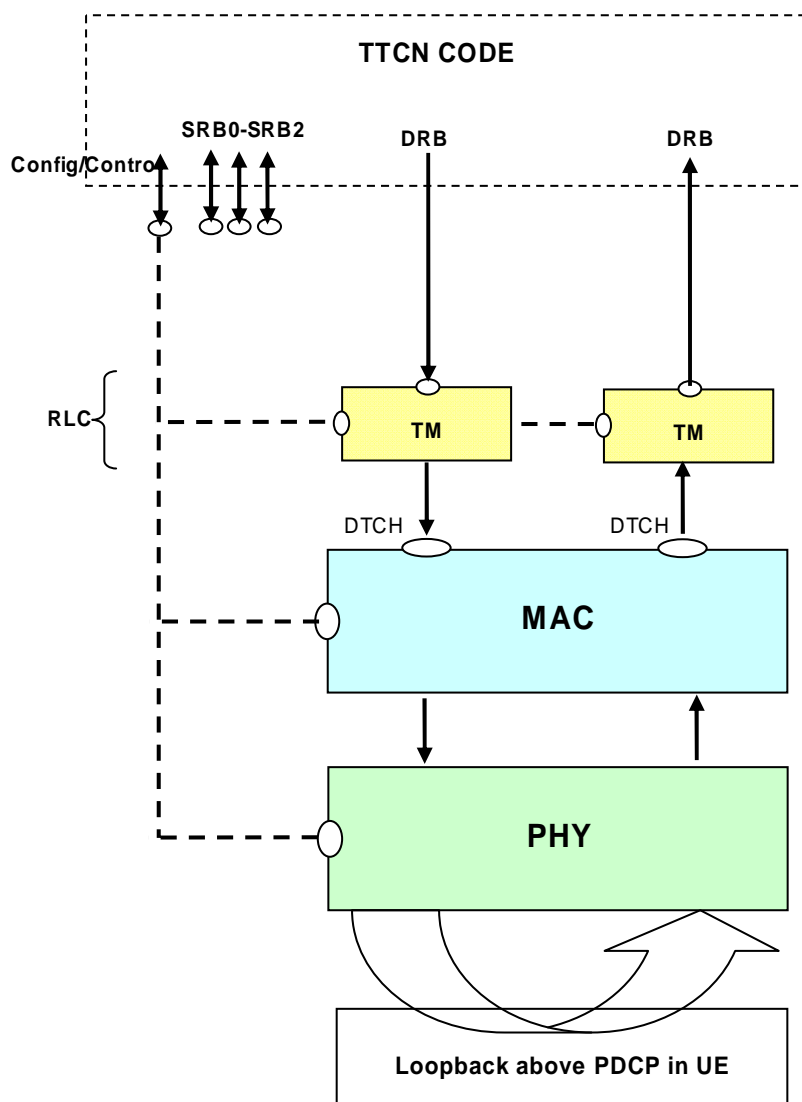 TTCN CODE
SRB0-SRB2
DRB
DRB
Config/Contro
RLC
TM
TM
DTCH
DTCH
MAC
PHY
Loopback above PDCP in UE